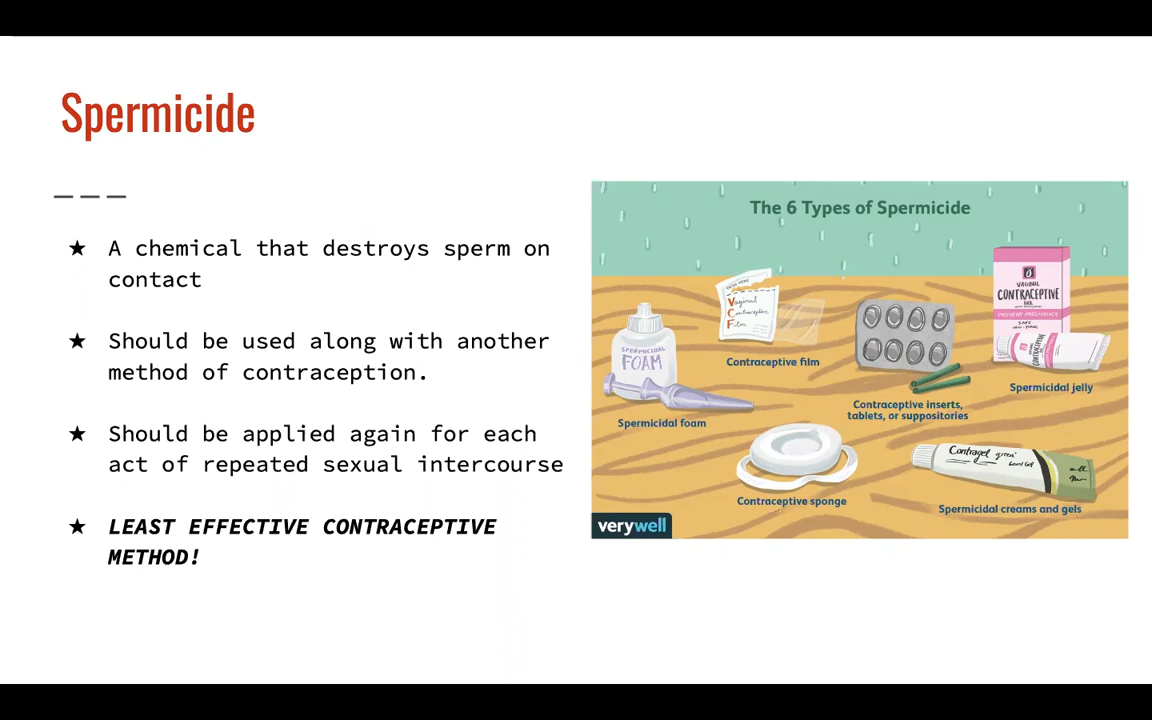 Spermicide
★ A chemical that destroys sperm on
contact
★ Should be used along with another
method of contraception.
★ Should be applied again for each
act of repeated sexual intercourse
★ LEAST EFFECTIVE CONTRACEPTIVE
METHOD!
The 6 Types of Spermicide
SPERMICIDAL
FOAM
Spermicidal foam
Vaginal
Contraceptive
Film
Contraceptive film
Contraceptive inserts,
tablets, or suppositories
VAGINAL
CONTRACEPTIVE
GEL
PREVENT PREGNANCY
SAFE
CONTRACEPTIVE
Spermicidal jelly
Contraceptive sponge
Contragel green
Spermicidal creams and gels
verywell